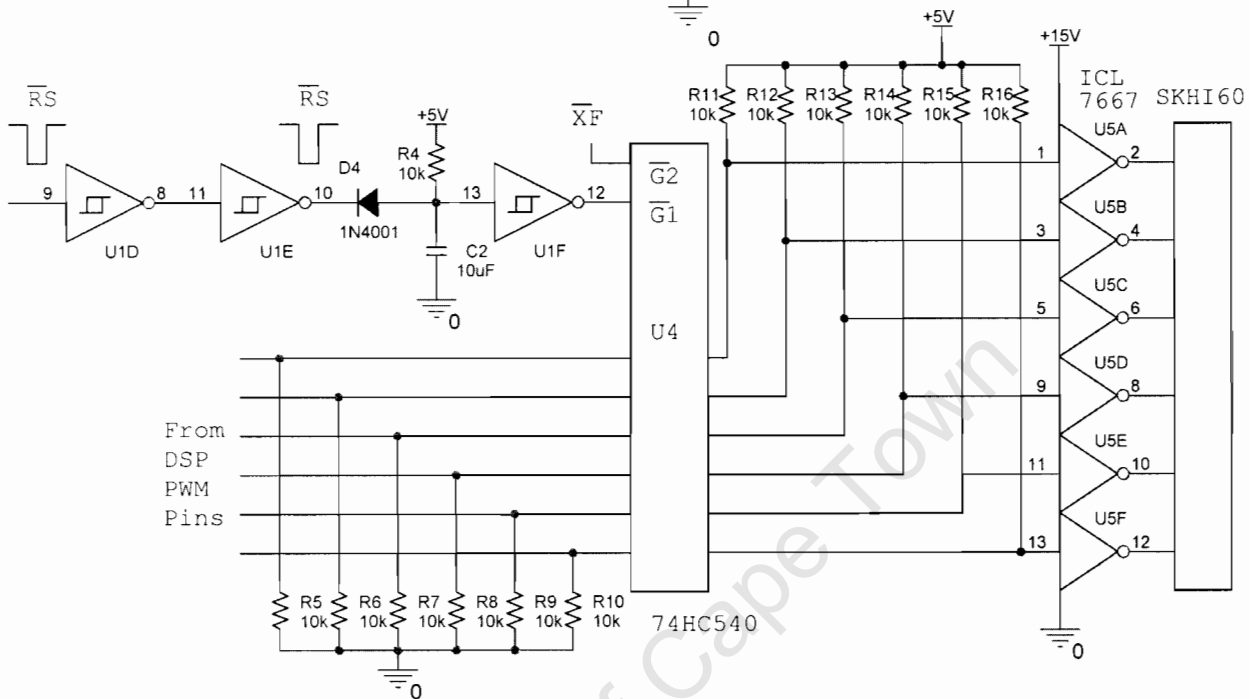 0
+5V
+15V
RS
RS
ICL
7667
SKHI60
R11
10k
R12
10k
R13
10k
R14
10k
R15
10k
R16
10k
XF
+5V
R4
10k
D4
1N4001
C2
10uF
0
9
8
11
10
13
12
U1D
U1E
U1F
G2
G1
U4
74HC540
1
U5A
2
3
U5B
4
5
U5C
6
9
U5D
8
11
U5E
10
13
U5F
12
0
From
DSP
PWM
Pins
R5
10k
R6
10k
R7
10k
R8
10k
R9
10k
R10
10k
0
of Cape Town